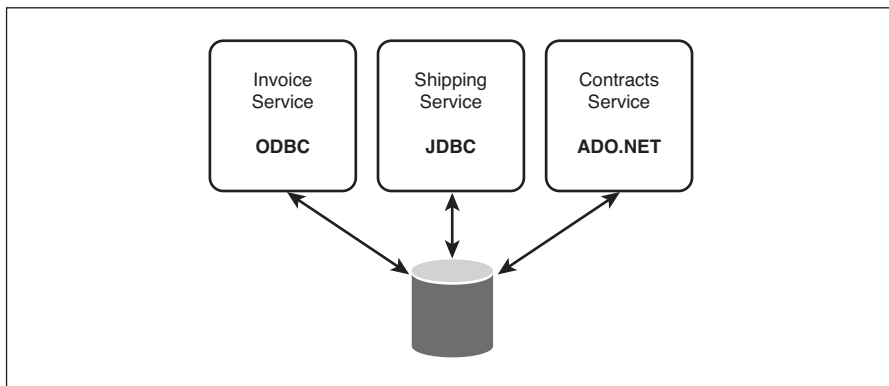 Invoice
Service
ODBC
Shipping
Service
JDBC
Contracts
Service
ADO.NET